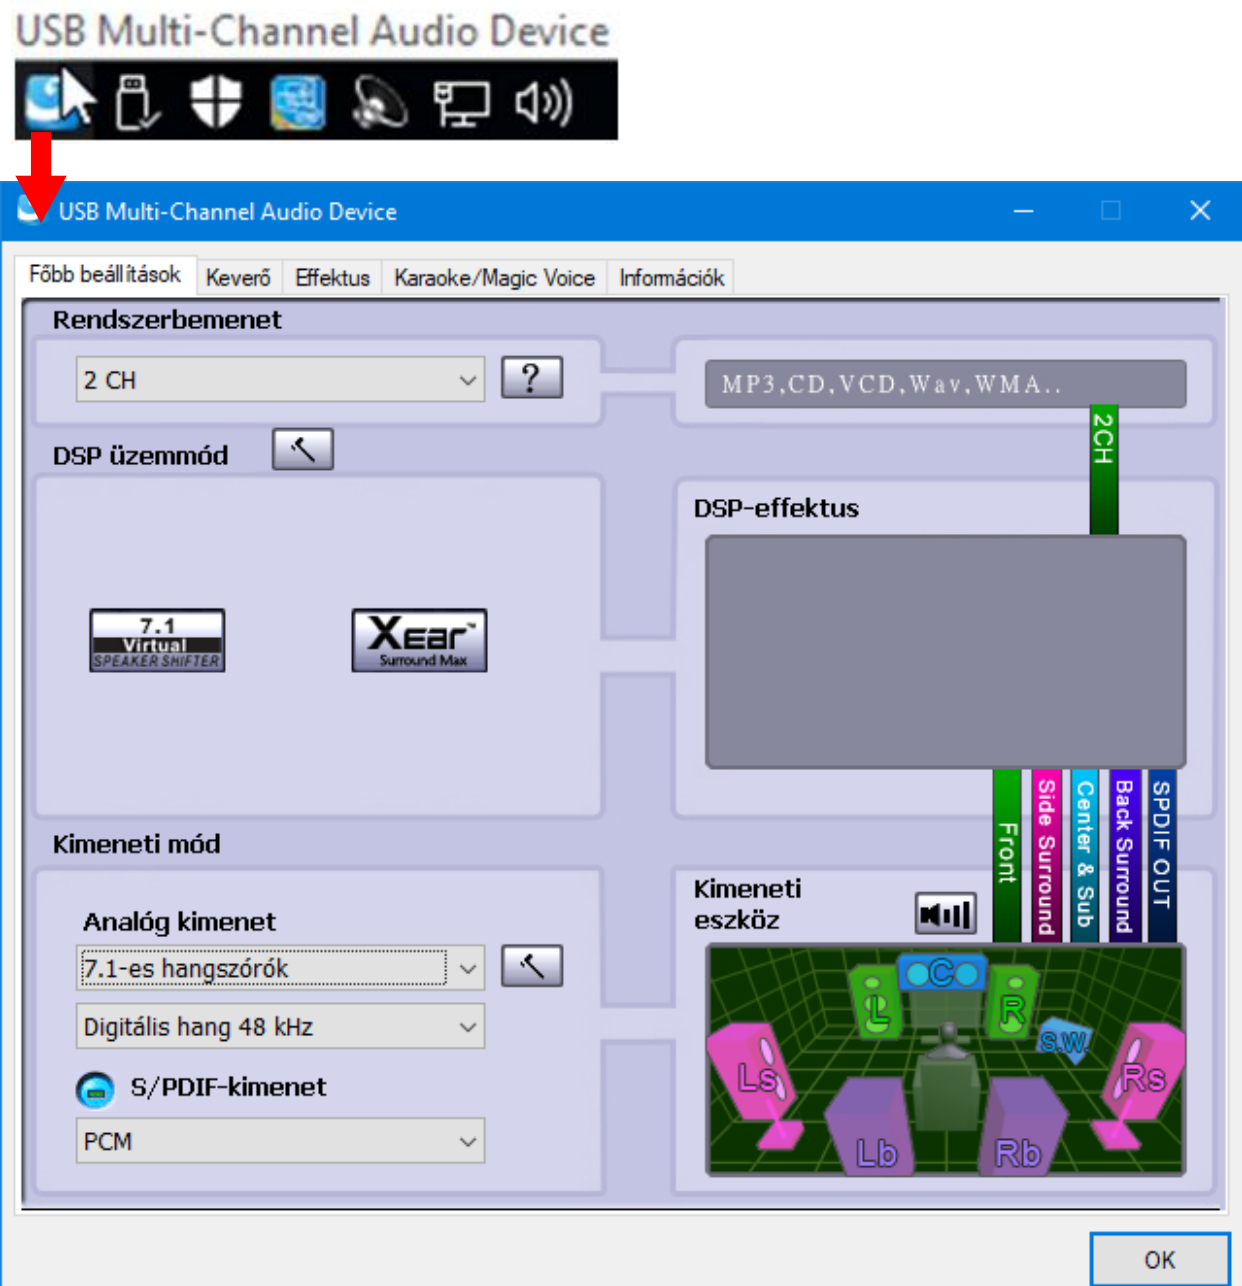 USB Multi-Channel Audio Device
USB Multi-Channel Audio Device
Főbb beállítások
Keverő
Effektus
Karaoke/Magic Voice
Információk
Rendszerbemenet
2 CH
?
MP3,CD,VCD,Wav,WMA..
2CH
DSP üzemmód
7.1
Virtual
SPEAKER SHIFTER
Xear™
Surround Max
DSP-effektus
Front
Side Surround
Center & Sub
Back Surround
SPDIF OUT
Kimeneti mód
Analóg kimenet
7.1-es hangszórók
Digitális hang 48 kHz
S/PDIF-kimenet
PCM
Kimeneti
eszköz
L
C
R
S.W.
Ls
Rs
Lb
Rb
OK